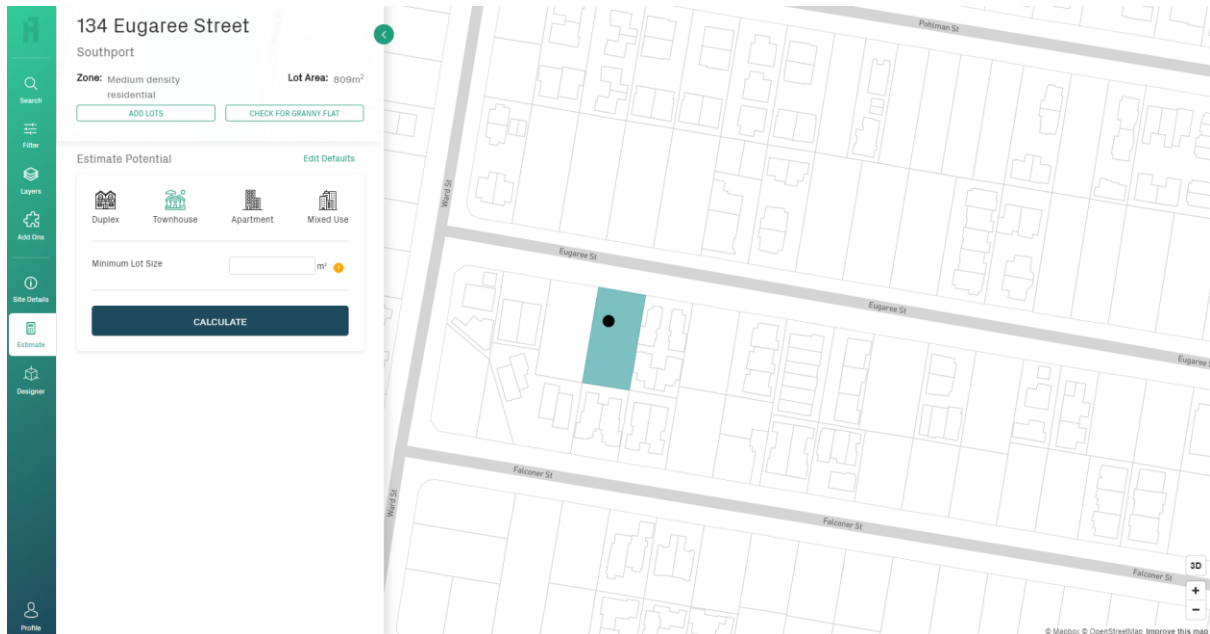 134 Eugaree Street
Southport
Zone: Medium density
residential
Lot Area: 809m²
ADD LOTS
CHECK FOR GRANNY FLAT
Estimate Potential
Edit Defaults
Duplex
Townhouse
Apartment
Mixed Use
Minimum Lot Size
m²
!
CALCULATE
Search
Filter
Layers
Add Ons
Site Details
Estimate
Designer
Profile
Pohlman St
Ward St
Eugaree St
Eugaree St
Eugaree S
Falconer St
Ward St
Falconer St
Falconer St
3D
+
−
© Mapbox © OpenStreetMap Improve this map